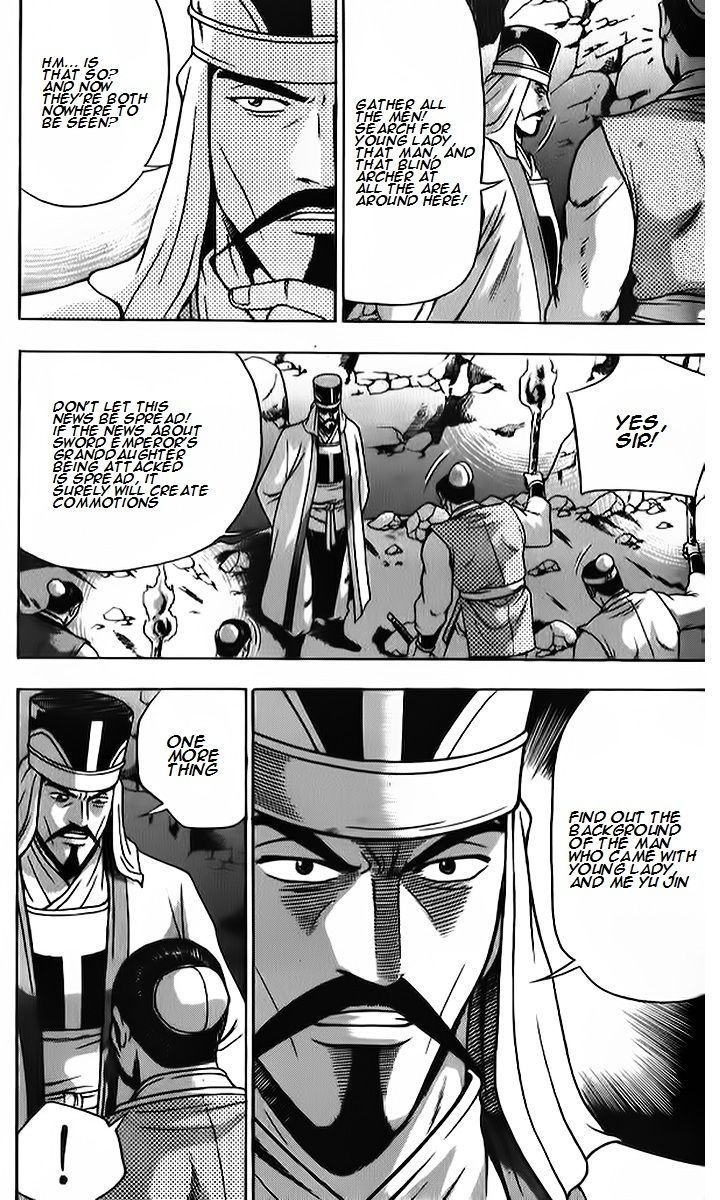 HM... IS
THAT SO?
AND NOW
THEY'RE BOTH
NOWHERE TO
BE SEEN?
GATHER ALL
THE MEN!
SEARCH FOR
YOUNG LADY,
THAT MAN, AND
THAT BLIND
ARCHER AT
ALL THE AREA
AROUND HERE!
DON'T LET THIS
NEWS BE SPREAD!
IF THE NEWS ABOUT
SWORD EMPEROR'S
GRANDDAUGHTER
BEING ATTACKED
IS SPREAD, IT
SURELY WILL CREATE
COMMOTIONS
YES,
SIR!
ONE
MORE
THING
!
FIND OUT THE
BACKGROUND
OF THE MAN
WHO CAME WITH
YOUNG LADY,
AND ME YU JIN